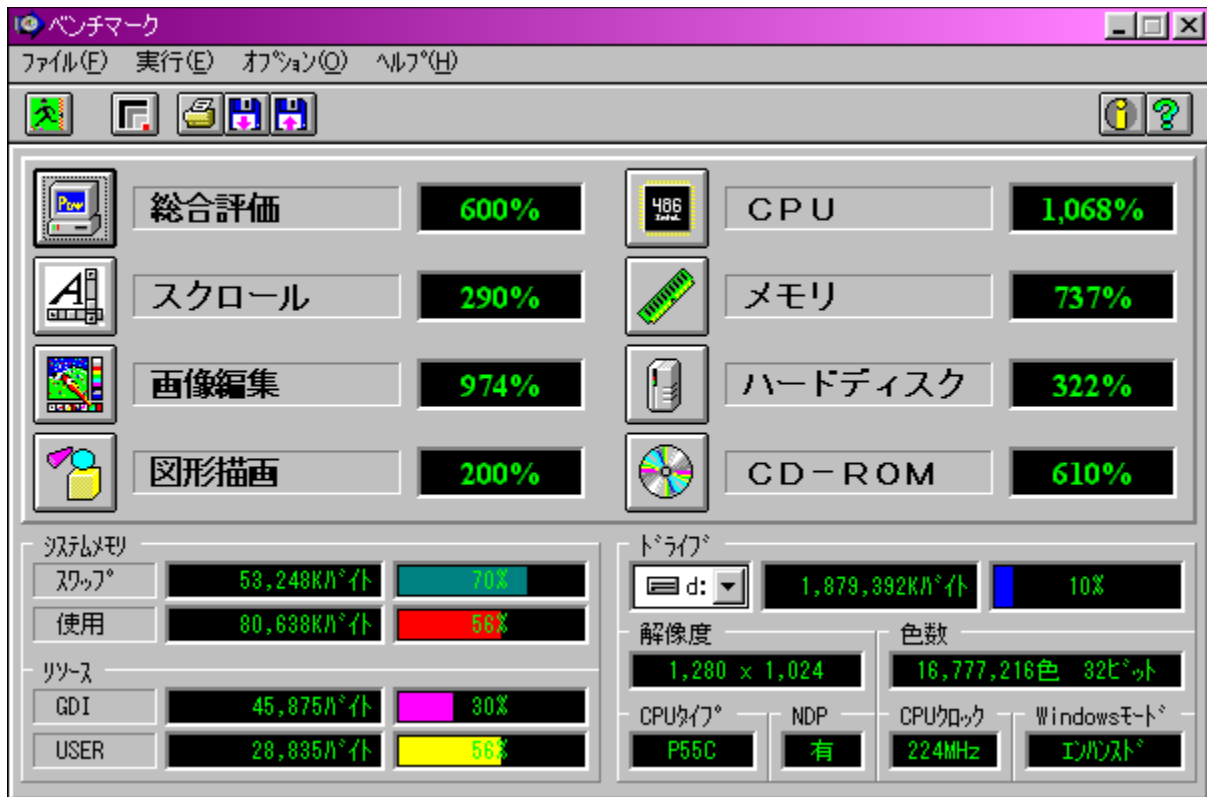 ベンチマーク
ﾌｧｲﾙ(F) 実行(E) ｵﾌﾟｼｮﾝ(O) ﾍﾙﾌﾟ(H)
Pow 総合評価 600%
486 CPU 1,068%
A スクロール 290%
メモリ 737%
画像編集 974%
ハードディスク 322%
図形描画 200%
CD-ROM 610%
ｼｽﾃﾑﾒﾓﾘ
ｽﾜｯﾌﾟ 53,248Kﾊﾞｲﾄ 70%
使用 80,638Kﾊﾞｲﾄ 56%
ﾘｿｰｽ
GDI 45,875ﾊﾞｲﾄ 30%
USER 28,835ﾊﾞｲﾄ 56%
ﾄﾞﾗｲﾌﾞ
d: 1,879,392Kﾊﾞｲﾄ 10%
解像度 色数
1,280 × 1,024 16,777,216色 32ﾋﾞｯﾄ
CPUﾀｲﾌﾟ NDP CPUｸﾛｯｸ Windowsﾓｰﾄﾞ
P55C 有 224MHz ｴﾝﾊﾝｽﾄﾞ